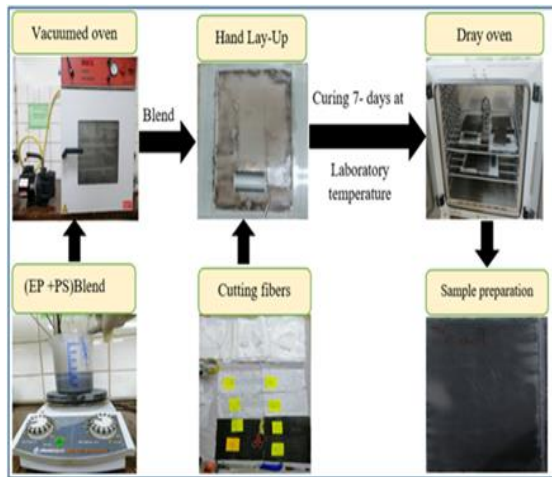 Vacuumed oven
Hand Lay-Up
Dray oven
Blend
Curing 7- days at
Laboratory
temperature
(EP +PS)Blend
Cutting fibers
Sample preparation